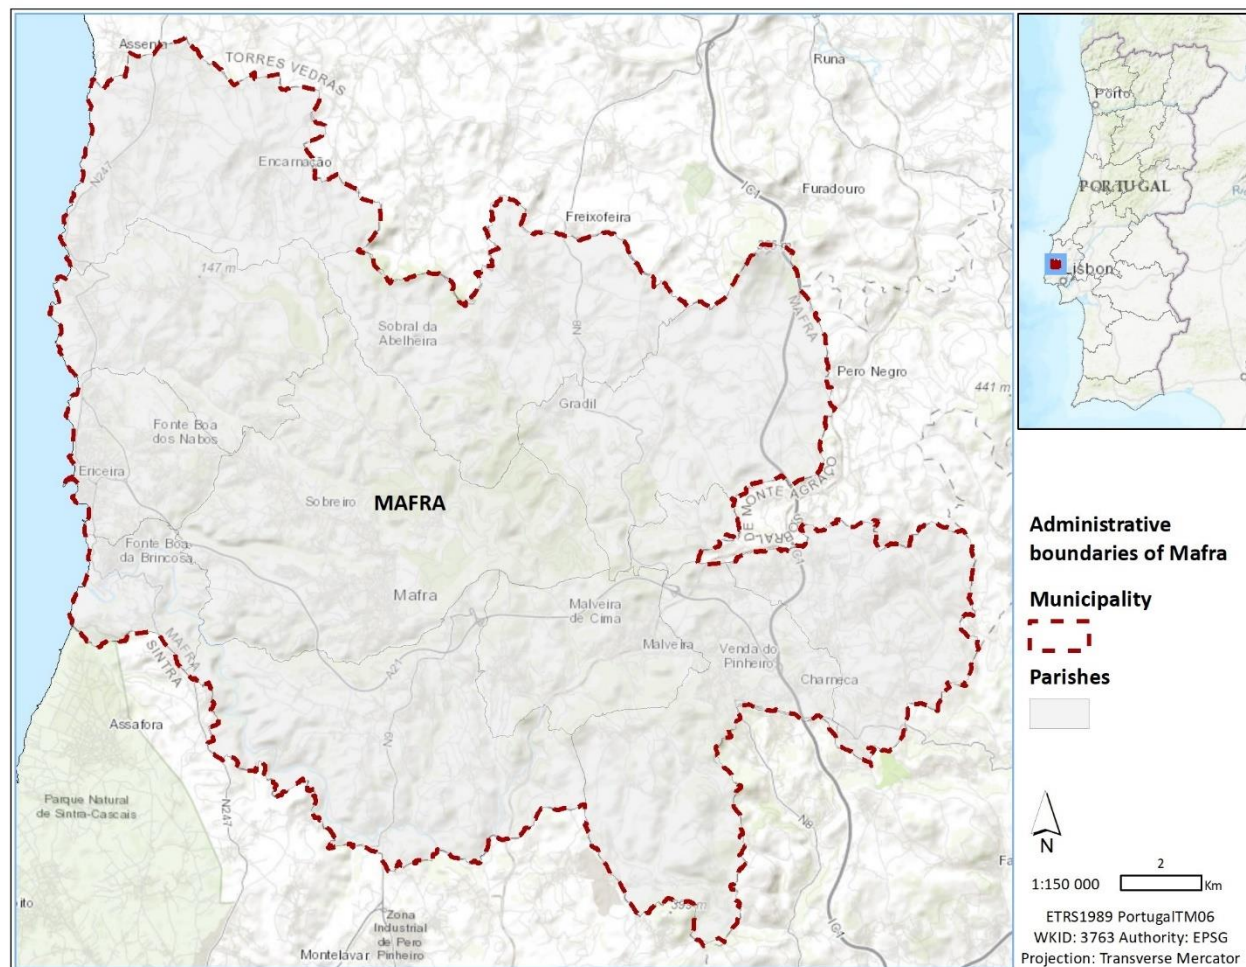 Assenta
TORRES VEDRAS
Runa
N247
Encarnação
IC1
Furadouro
Freixofeira
147 m
MAFRA
Sobral da
Abelheira
N8
Pero Negro
441 m
Gradil
Fonte Boa
dos Nabos
Ericeira
Sobreiro
MAFRA
DE MONTE AGRAÇO
SOBRAL
IC1
Fonte Boa
da Brincosa
Mafra
Malveira
de Cima
MAFRA
SINTRA
Malveira
Venda do
Pinheiro
A21
Charneca
Assafora
N9
Parque Natural
de Sintra-Cascais
N247
N8
Zona
Industrial
de Pero
Pinheiro
Montelavar
IC1
Porto
PORTUGAL
Lisbon
Administrative
boundaries of Mafra
Municipality
Parishes
N
2
1:150 000
Km
ETRS1989 PortugalTM06
WKID: 3763 Authority: EPSG
Projection: Transverse Mercator